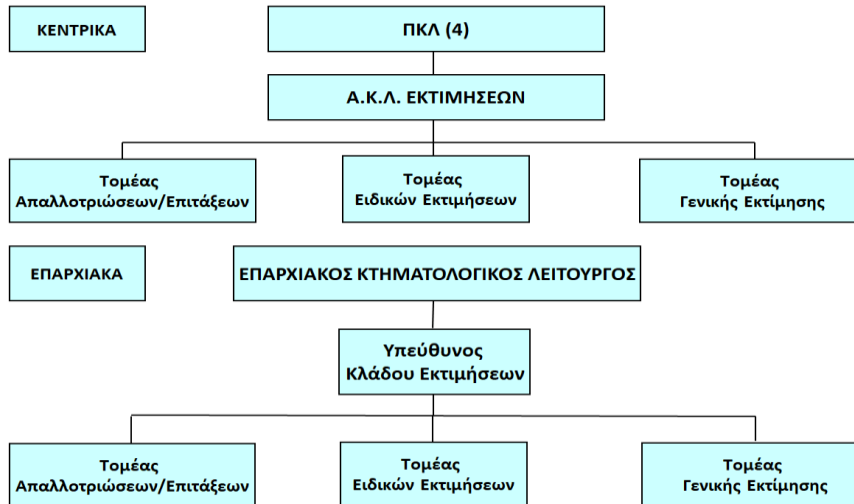 ΚΕΝΤΡΙΚΑ
ΠΚΛ (4)
Α.Κ.Λ. ΕΚΤΙΜΗΣΕΩΝ
Τομέας
Απαλλοτριώσεων/Επιτάξεων
Τομέας
Ειδικών Εκτιμήσεων
Τομέας
Γενικής Εκτίμησης
ΕΠΑΡΧΙΑΚΑ
ΕΠΑΡΧΙΑΚΟΣ ΚΤΗΜΑΤΟΛΟΓΙΚΟΣ ΛΕΙΤΟΥΡΓΟΣ
Υπεύθυνος
Κλάδου Εκτιμήσεων
Τομέας
Απαλλοτριώσεων/Επιτάξεων
Τομέας
Ειδικών Εκτιμήσεων
Τομέας
Γενικής Εκτίμησης